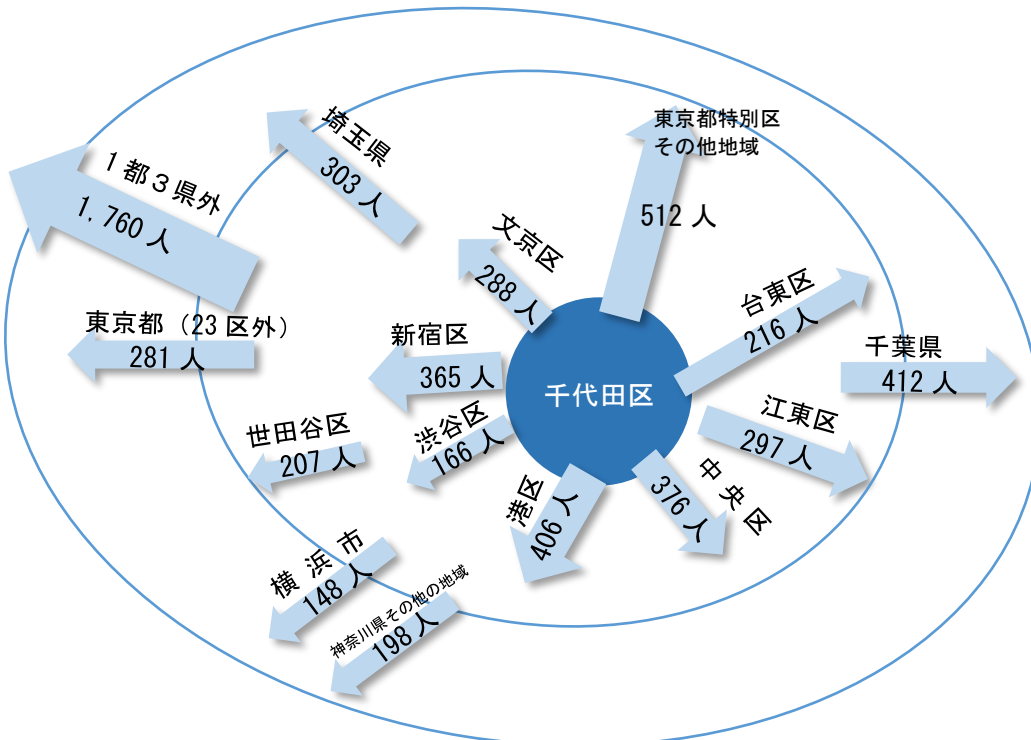 埼玉県
303 人
東京都特別区
その他地域
512 人
1 都３県外
1,760 人
文京区
288 人
台東区
216 人
東京都（23 区外）
281 人
新宿区
365 人
千葉県
412 人
千代田区
世田谷区
207 人
渋谷区
166 人
江東区
297 人
港区
406 人
中央区
376 人
横浜市
148 人
神奈川県その他の地域
198 人